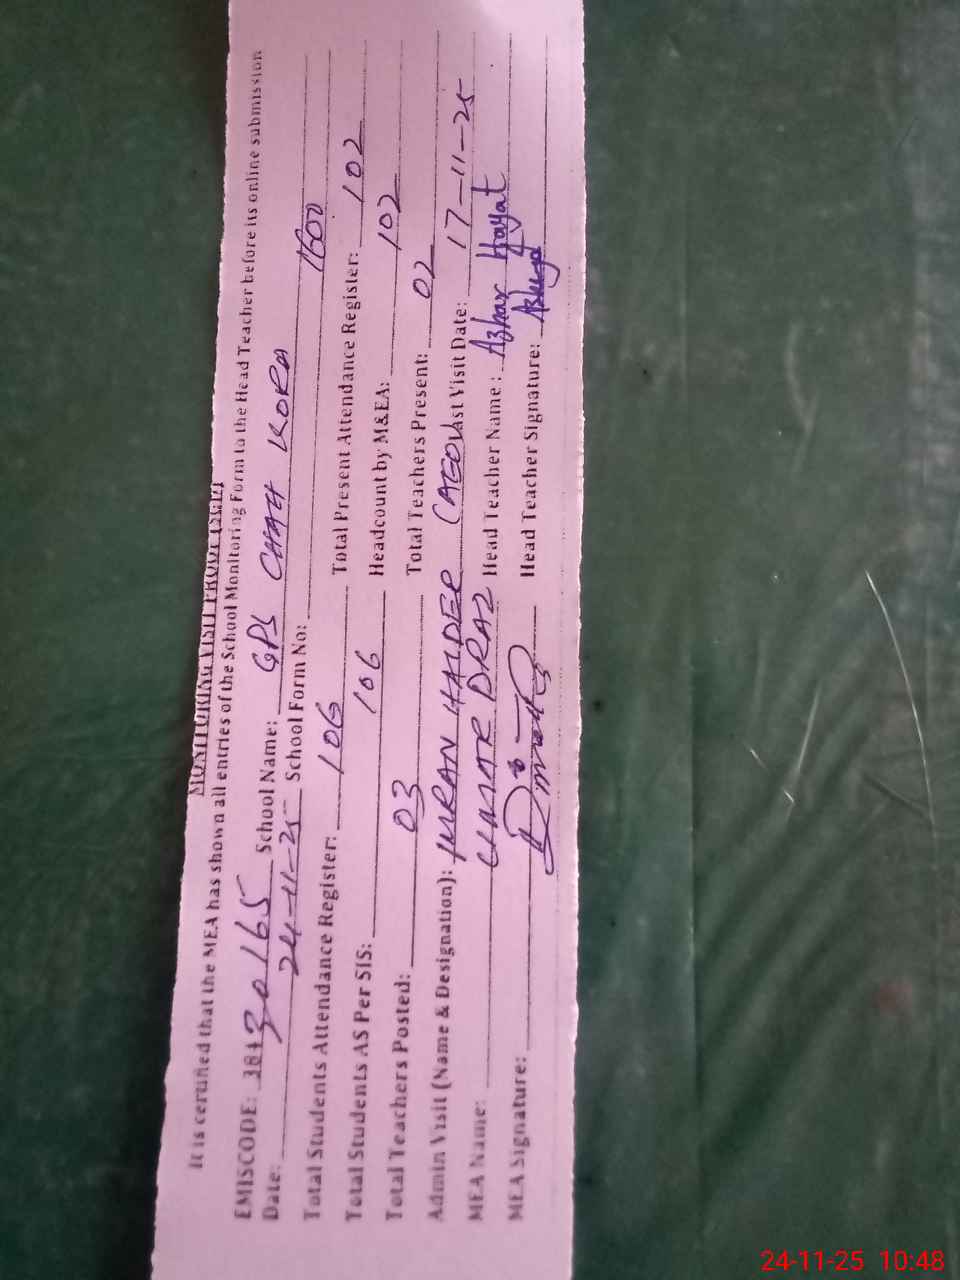 MONITORING VISIT PROOF
It is certified that the MEA has shown all entries of the School Monitoring Form to the Head Teacher before its online submission
EMISCODE: 38420165 School Name: GPS CHAH KORA
Date: 24-11-25 School Form No: 1600
Total Students Attendance Register: 106 Total Present Attendance Register: 102
Total Students AS Per SIS: 106 Headcount by M&EA: 102
Total Teachers Posted: 03 Total Teachers Present: 02
Admin Visit (Name & Designation): IMRAN HAIDER (AEO) Last Visit Date: 17-11-25
MEA Name: UMAR DRAZ Head Teacher Name: Azhar Hayat
MEA Signature: Head Teacher Signature:
24-11-25 10:48